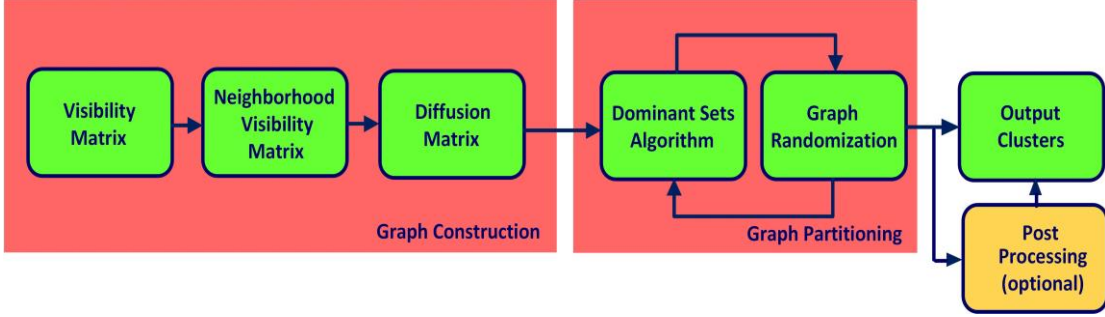 Visibility
Matrix
Neighborhood
Visibility
Matrix
Diffusion
Matrix
Graph Construction
Dominant Sets
Algorithm
Graph
Randomization
Graph Partitioning
Output
Clusters
Post
Processing
(optional)